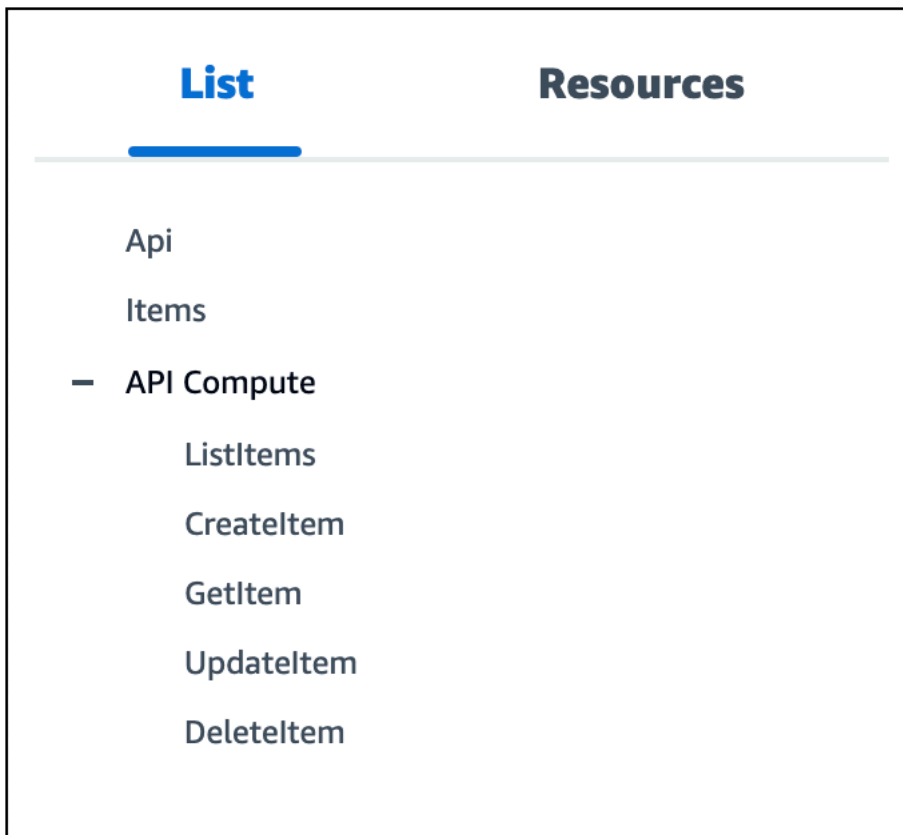 List Resources
Api
Items
API Compute
ListItems
CreateItem
GetItem
UpdateItem
DeleteItem